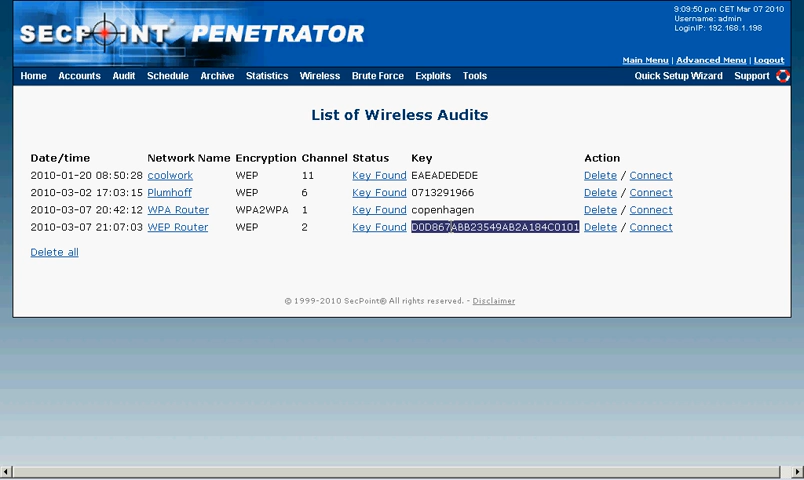 SECPOINT PENETRATOR
9:09:50 pm CET Mar 07 2010
Username: admin
LoginIP: 192.168.1.198
Main Menu | Advanced Menu | Logout
Home Accounts Audit Schedule Archive Statistics Wireless Brute Force Exploits Tools Quick Setup Wizard Support
List of Wireless Audits
Date/time Network Name Encryption Channel Status Key Action
2010-01-20 08:50:28 coolwork WEP 11 Key Found EAEADEDEDE Delete / Connect
2010-03-02 17:03:15 Plumhoff WEP 6 Key Found 0713291966 Delete / Connect
2010-03-07 20:42:12 WPA Router WPA2WPA 1 Key Found copenhagen Delete / Connect
2010-03-07 21:07:03 WEP Router WEP 2 Key Found D0D867ABB23549AB2A184C0101 Delete / Connect
Delete all
© 1999-2010 SecPoint® All rights reserved. - Disclaimer